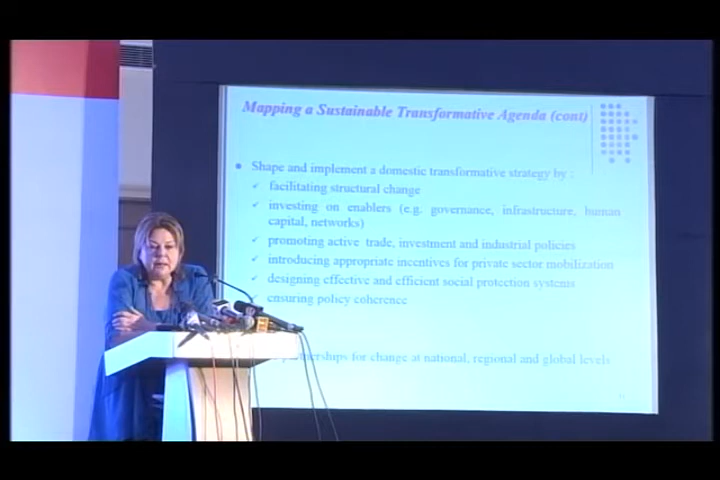 Mapping a Sustainable Transformative Agenda (cont)
Shape and implement a domestic transformative strategy by :
facilitating structural change
investing on enablers (e.g. governance, infrastructure, human
capital, networks)
promoting active trade, investment and industrial policies
introducing appropriate incentives for private sector mobilization
designing effective and efficient social protection systems
ensuring policy coherence
for change at national, regional and global levels